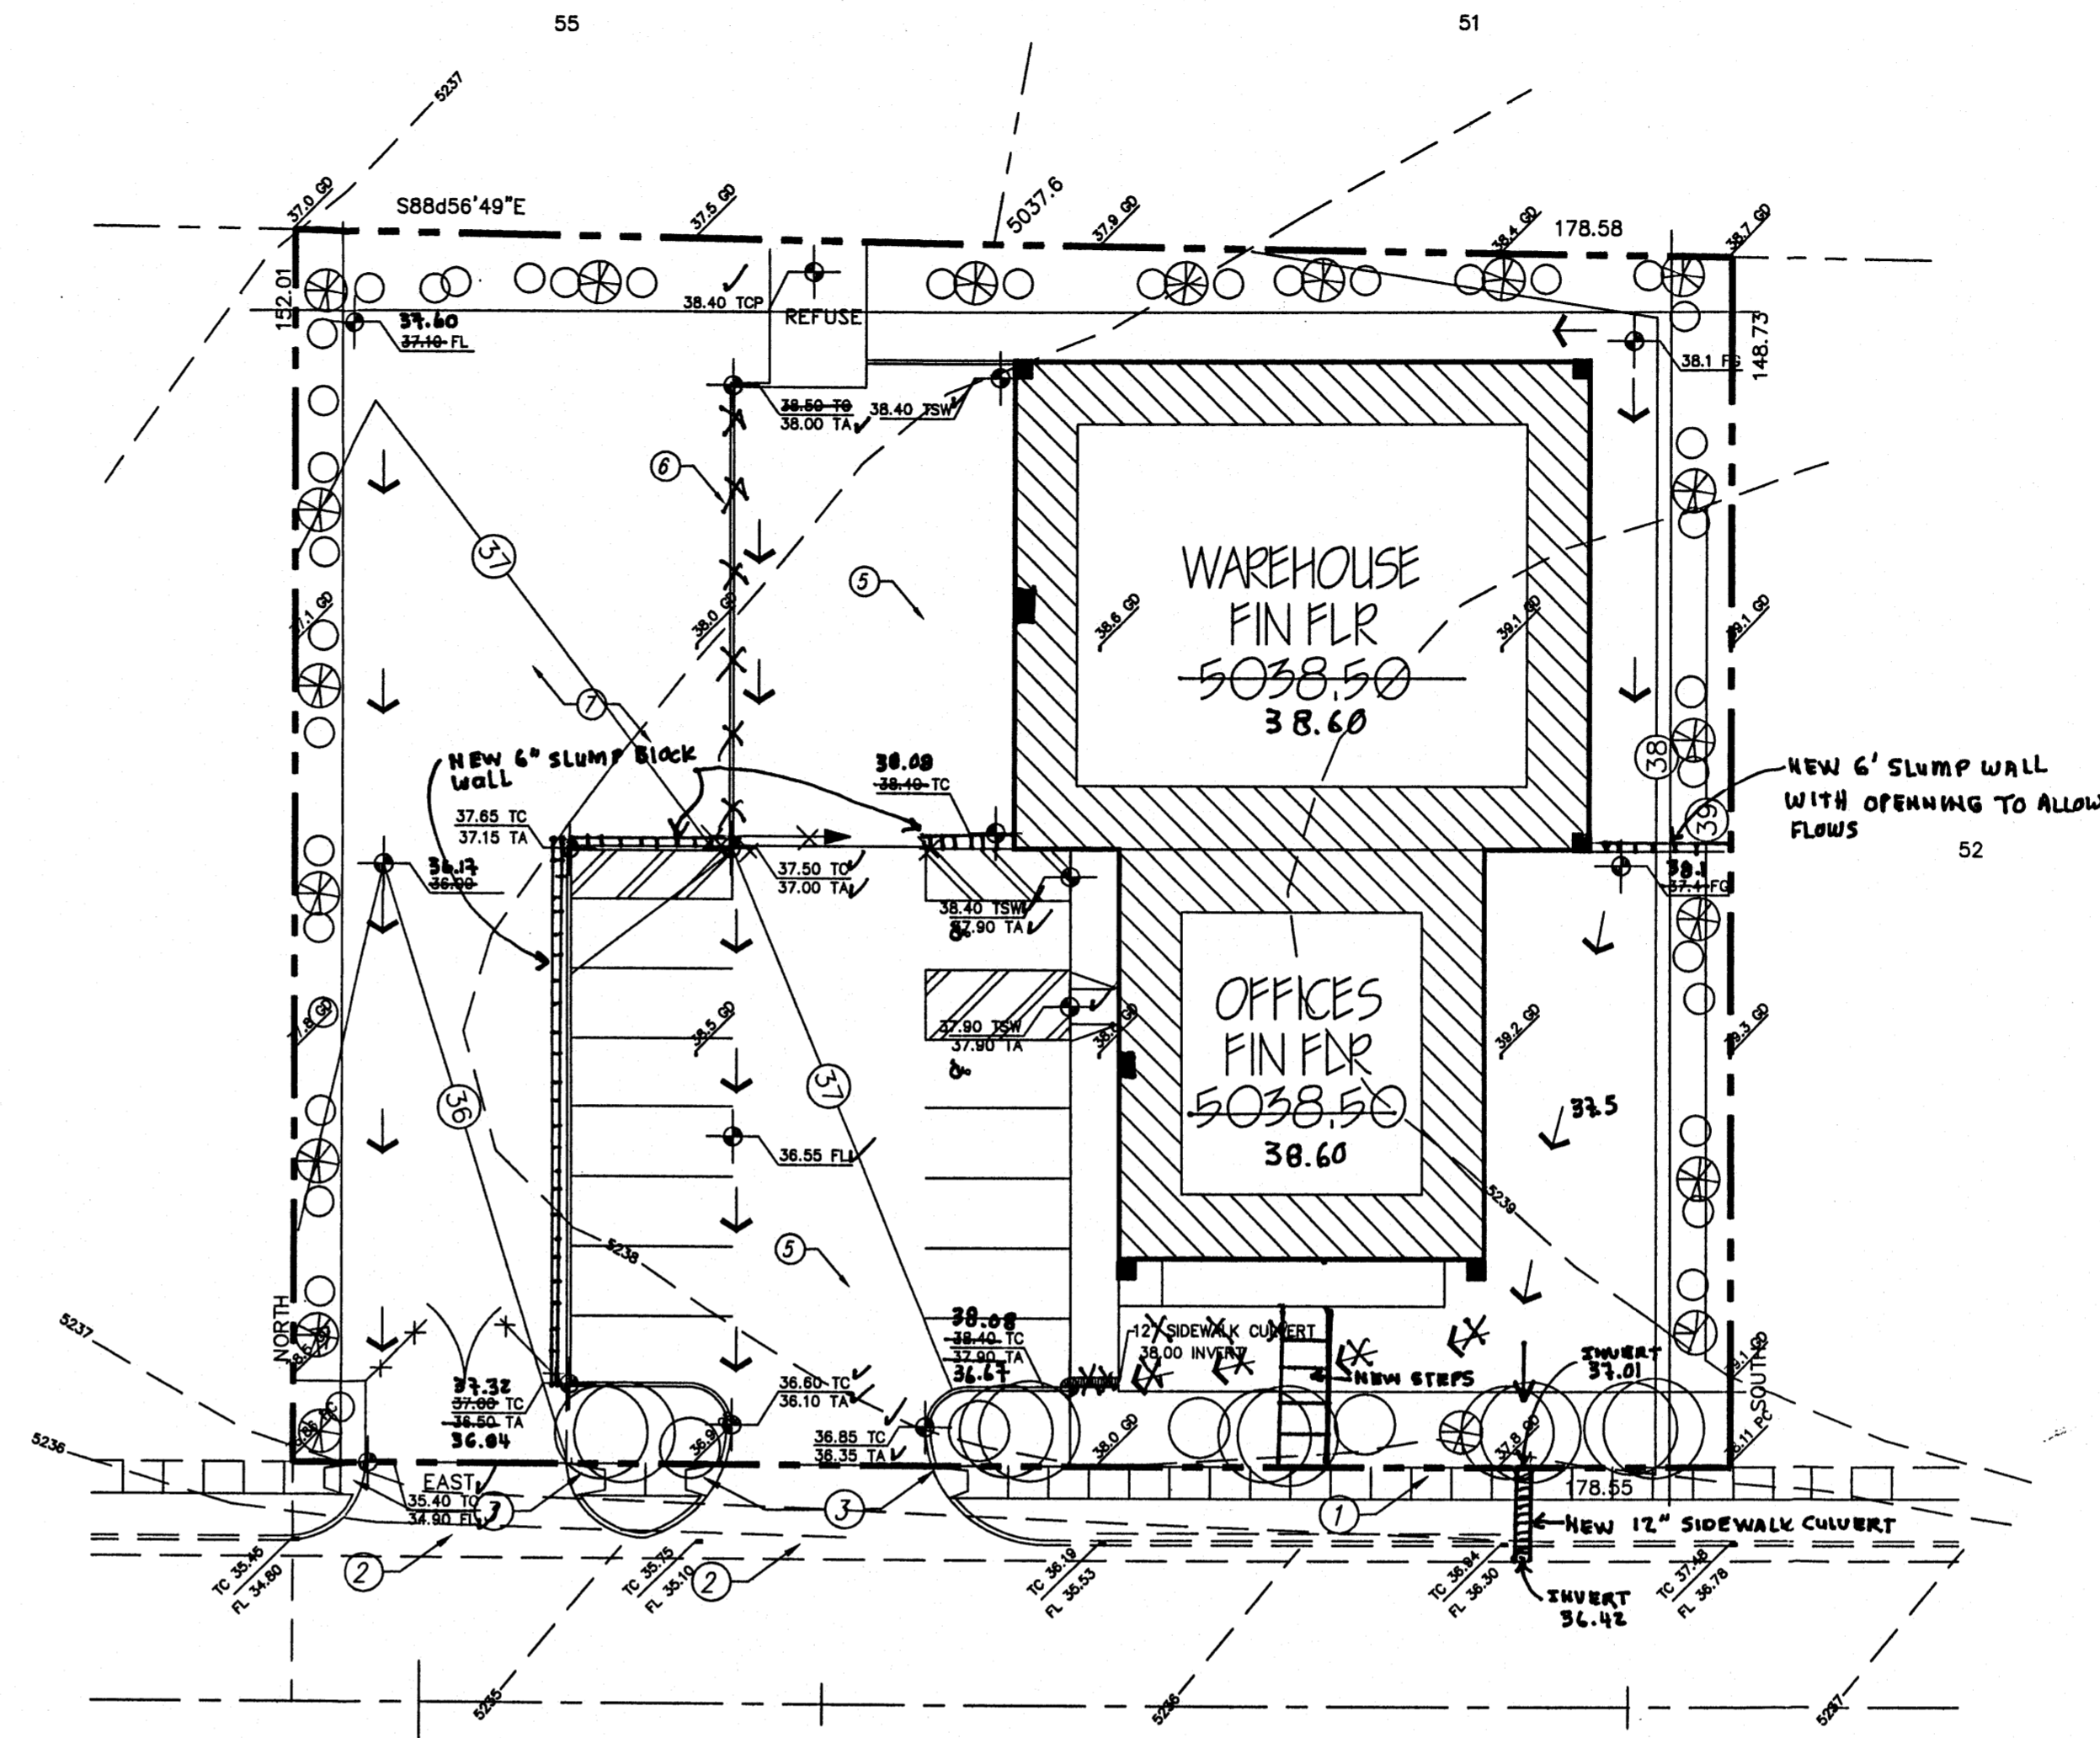 55
51
5237
37.0 GD
S88d56'49"E
37.5 GD
5037.6
37.9 GD
38.4 GD
178.58
38.7 GD
152.01
38.40 TCP
REFUSE
37.60
37.10 FL
38.1 FG
148.73
38.50 TC
38.00 TA
38.40 TSW
6
37
5
WAREHOUSE
FIN FLR
5038.50
38.60
7.1 GD
38.0 GD
38.6 GD
39.1 GD
39.1 GD
7
NEW 6" SLUMP BLOCK
WALL
38.08
38.40 TC
38
39
NEW 6' SLUMP WALL
WITH OPENNING TO ALLOW
FLOWS
52
37.65 TC
37.15 TA
36.17
36.00
37.50 TC
37.00 TA
38.1
37.4 FG
38.40 TSW
37.90 TA
7.8 GD
38.5 GD
37.90 TSW
37.90 TA
OFFICES
FIN FLR
5038.50
38.60
39.2 GD
39.3 GD
36
37
37.5
36.55 FL
5239
5238
5
5237
NORTH
38.08
38.40 TC
37.90 TA
36.67
12" SIDEWALK CULVERT
38.00 INVERT
NEW STEPS
INVERT
37.01
SOUTH
37.32
37.00 TC
36.50 TA
36.04
36.60 TC
36.10 TA
36.85 TC
36.35 TA
38.0 GD
37.8 GD
5236
EAST
35.40 TC
34.90 FL
3
3
1
178.55
NEW 12" SIDEWALK CULVERT
2
2
TC 35.45
FL 34.80
TC 35.75
35.10
TC 36.19
FL 35.53
TC 36.94
FL 36.30
TC 37.48
FL 36.78
INVERT
36.42
5235
5236
5237